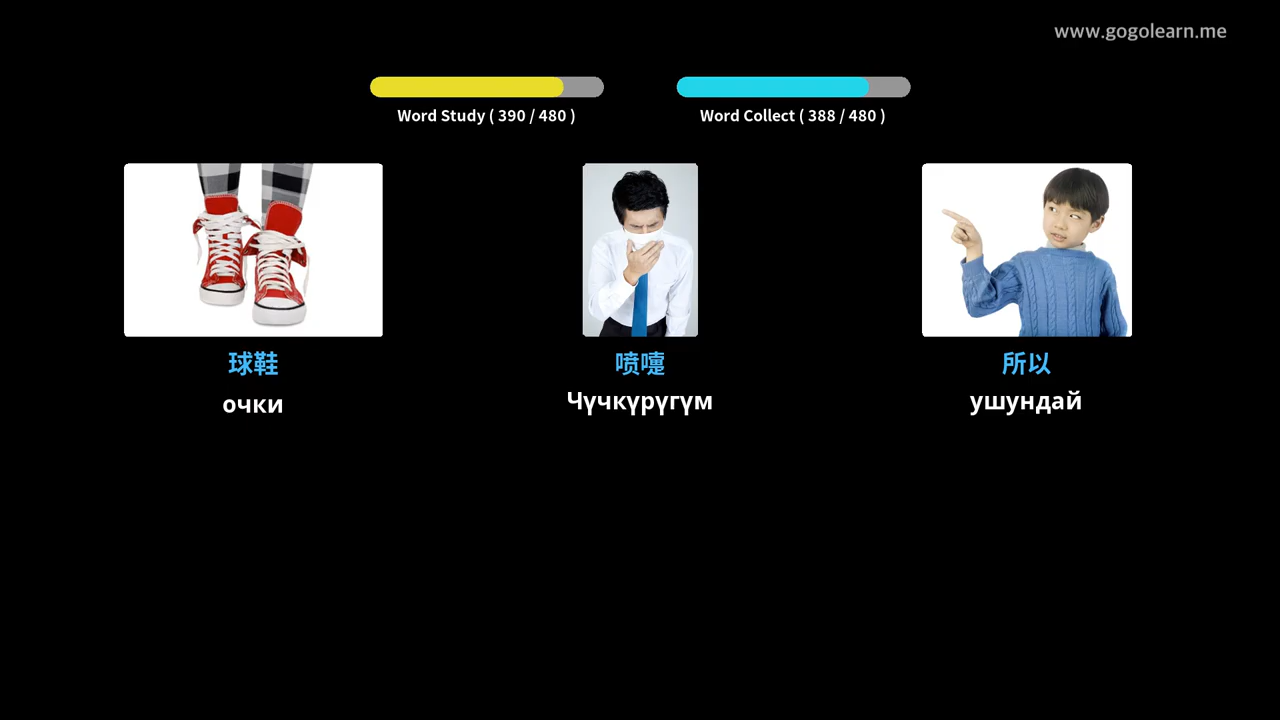 www.gogolearn.me
Word Study ( 390 / 480 )
Word Collect ( 388 / 480 )
球鞋
喷嚏
所以
очки
Чүчкүрүгүм
ушундай